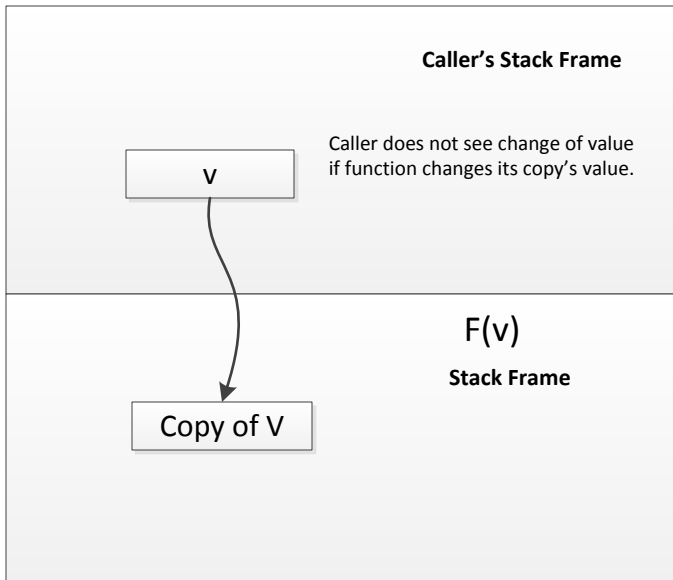 Caller's Stack Frame
Caller does not see change of value
if function changes its copy's value.
v
F(v)
Stack Frame
Copy of V